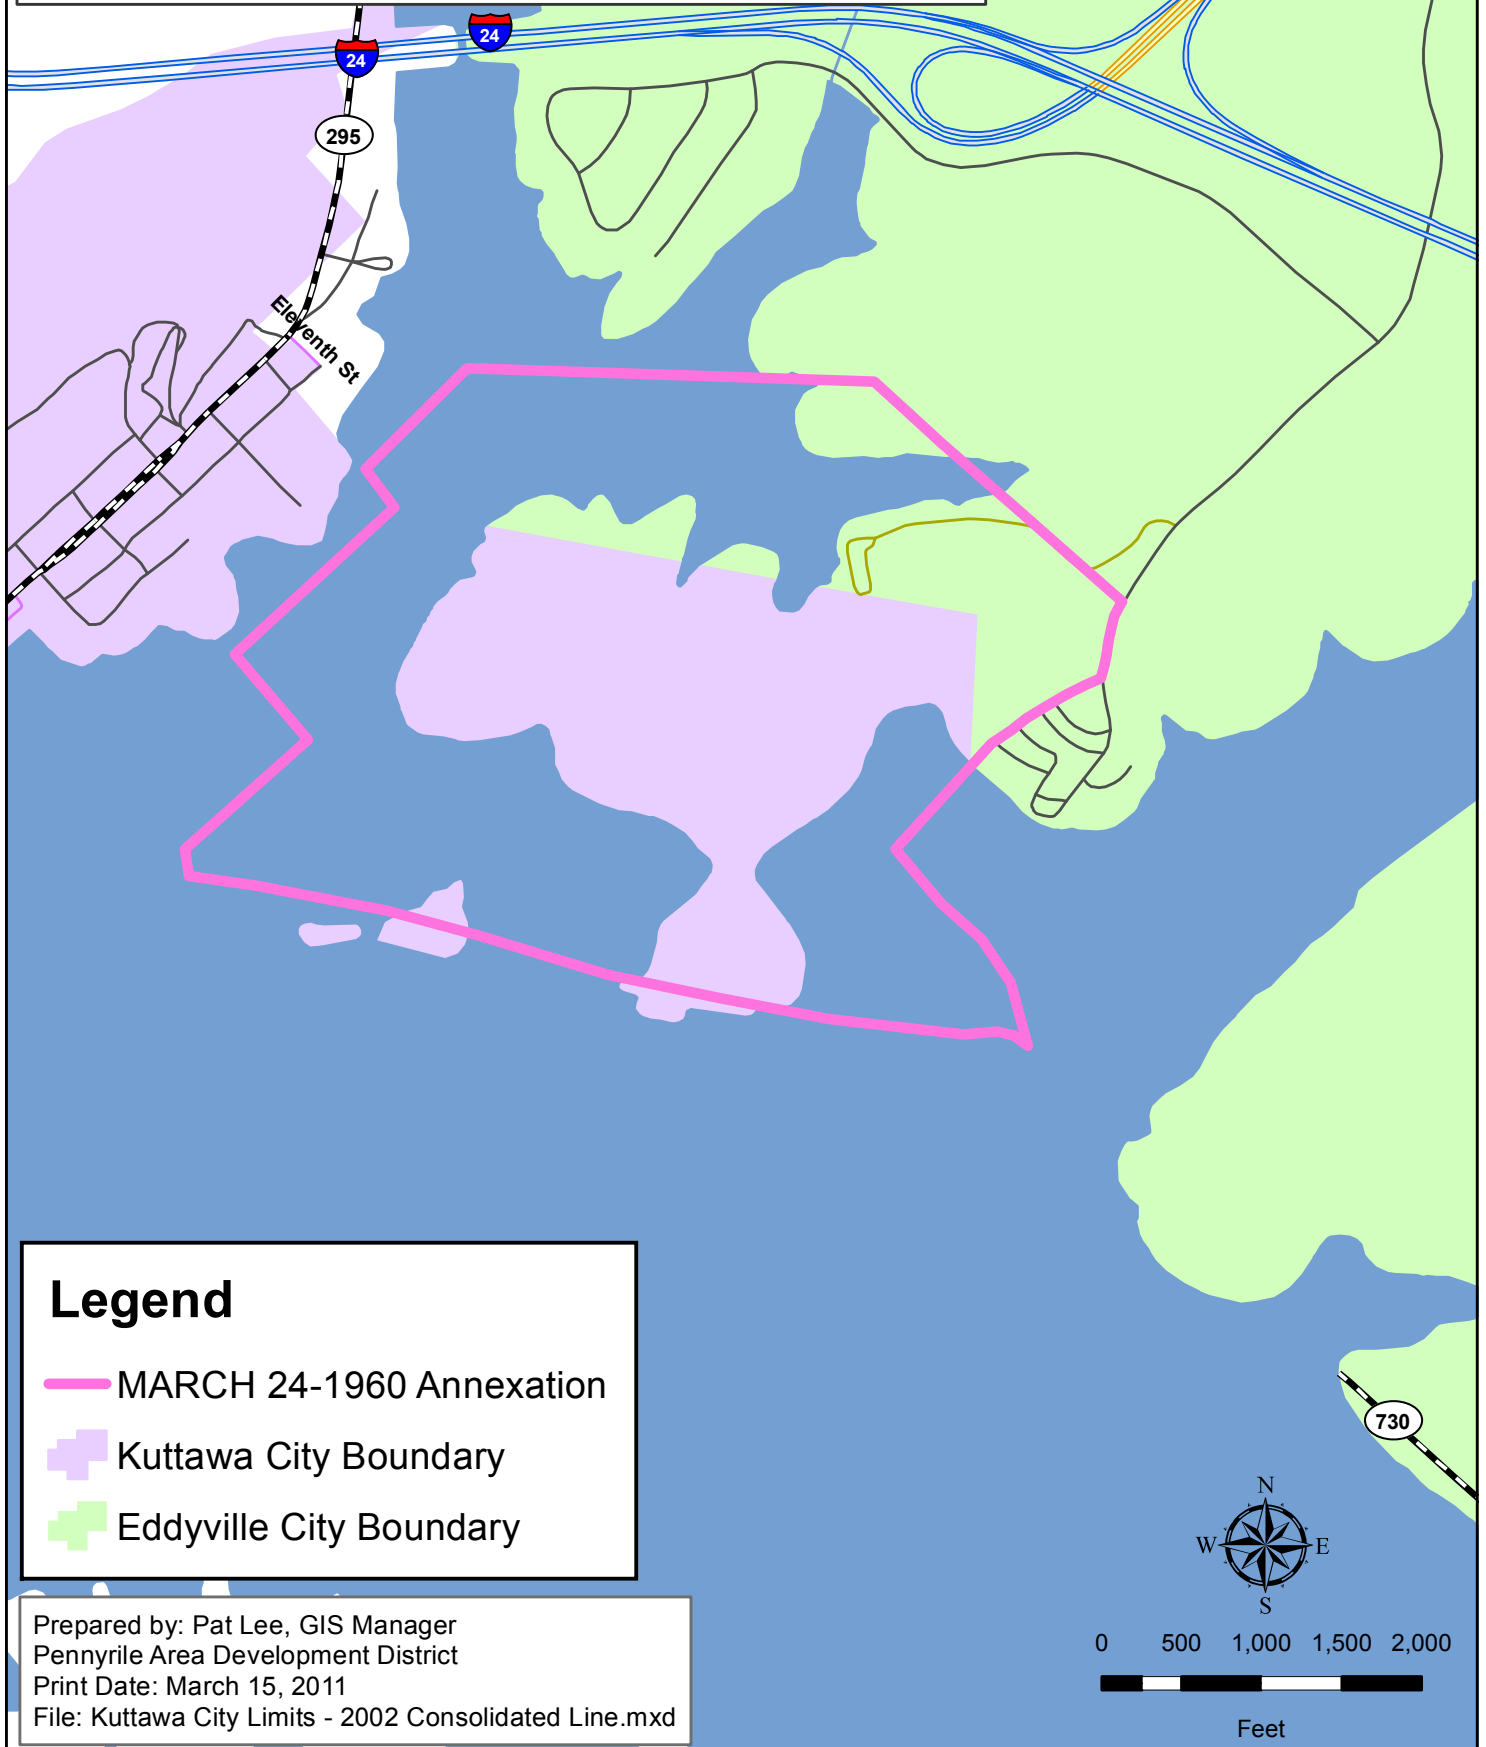 24
24
295
Eleventh St
Legend
MARCH 24-1960 Annexation
Kuttawa City Boundary
Eddyville City Boundary
730
N
W E
S
Prepared by: Pat Lee, GIS Manager
Pennyrile Area Development District
Print Date: March 15, 2011
File: Kuttawa City Limits - 2002 Consolidated Line.mxd
0 500 1,000 1,500 2,000
Feet